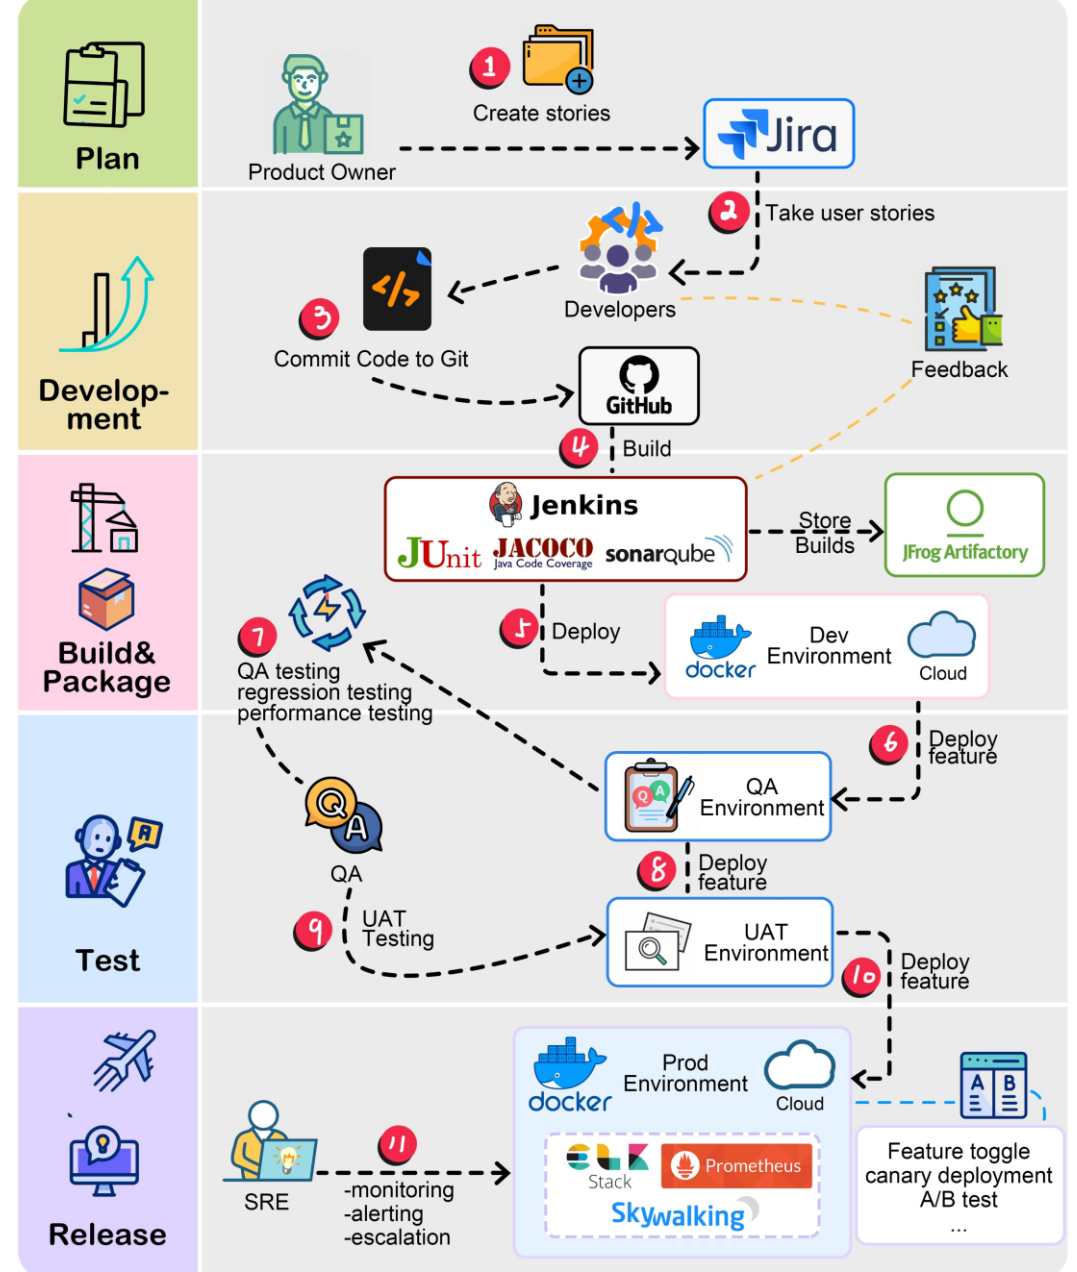 1
Create stories
Jira
Plan
Product Owner
2
Take user stories
</>
</>
Developers
3
Commit Code to Git
Feedback
GitHub
Develop-
ment
4
Build
Jenkins
JUnit
JACOCO
Java Code Coverage
sonarqube
Store
Builds
JFrog Artifactory
5
Deploy
docker
Dev
Environment
Cloud
Build&
Package
7
QA testing
regression testing
performance testing
6
Deploy
feature
Q A
QA
Environment
Q
A
QA
8
Deploy
feature
A
9
UAT
Testing
UAT
Environment
10
Deploy
feature
Test
Prod
Environment
docker
Cloud
A B
11
SRE
-monitoring
-alerting
-escalation
ELK
Stack
Prometheus
Skywalking
Feature toggle
canary deployment
A/B test
...
Release